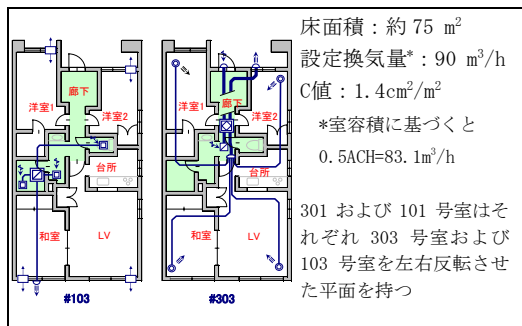 床面積：約 75 m²
設定換気量*：90 m³/h
C値：1.4cm²/m²
*室容積に基づくと
0.5ACH=83.1m³/h
301 および 101 号室はそ
れぞれ 303 号室および
103 号室を左右反転させ
た平面を持つ
廊下
洋室1
洋室2
台所
和室
LV
#103
廊下
洋室1
洋室2
台所
和室
LV
#303